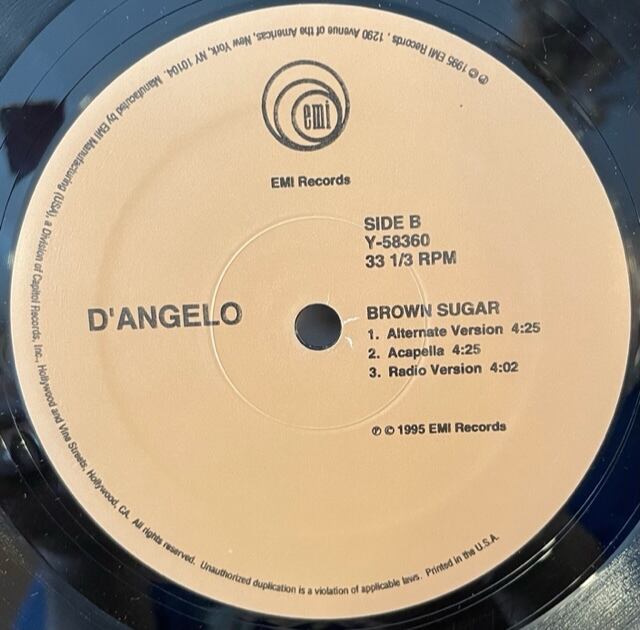 ℗ © 1995 EMI Records , 1290 Avenue of the Americas, New York, NY 10104. Manufactured by EMI Manufacturing (USA), a Division of Capitol Records, Inc., Hollywood and Vine Streets, Hollywood, CA. All rights reserved. Unauthorized duplication is a violation of applicable laws. Printed in the U.S.A.
emi
EMI Records
SIDE B
Y-58360
33 1/3 RPM
D'ANGELO
BROWN SUGAR
1. Alternate Version 4:25
2. Acapella 4:25
3. Radio Version 4:02
℗ © 1995 EMI Records